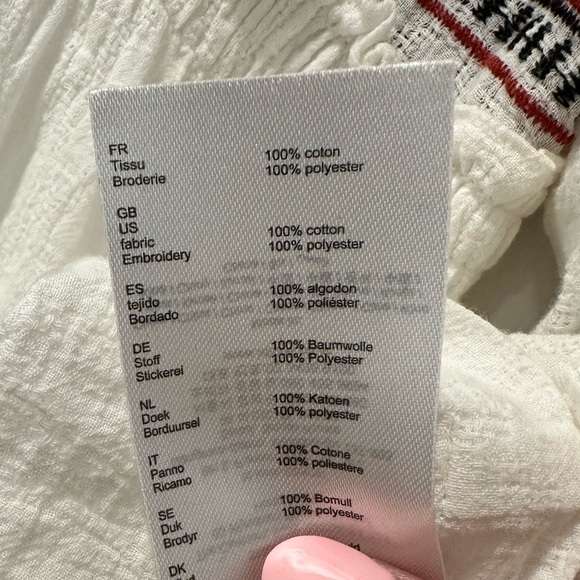 FR
Tissu 100% coton
Broderie 100% polyester
GB
US
fabric 100% cotton
Embroidery 100% polyester
ES
tejido 100% algodon
Bordado 100% poliéster
DE
Stoff 100% Baumwolle
Stickerel 100% Polyester
NL
Doek 100% Katoen
Borduursel 100% polyester
IT
Panno 100% Cotone
Ricamo 100% poliestere
SE
Duk 100% Bomull
Brodyr 100% polyester
DK